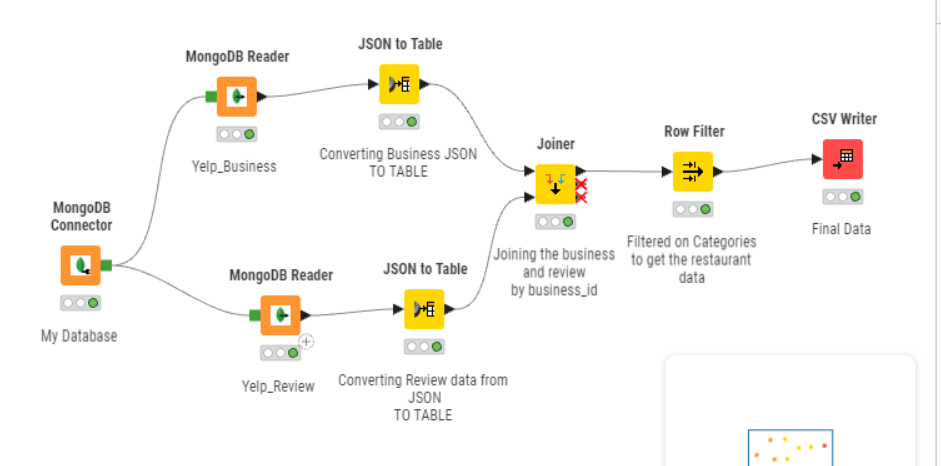 MongoDB Reader
JSON to Table
Yelp_Business
Converting Business JSON
TO TABLE
MongoDB
Connector
My Database
MongoDB Reader
Yelp_Review
JSON to Table
Converting Review data from
JSON
TO TABLE
Joiner
Joining the business
and review
by business_id
Row Filter
Filtered on Categories
to get the restaurant
data
CSV Writer
Final Data